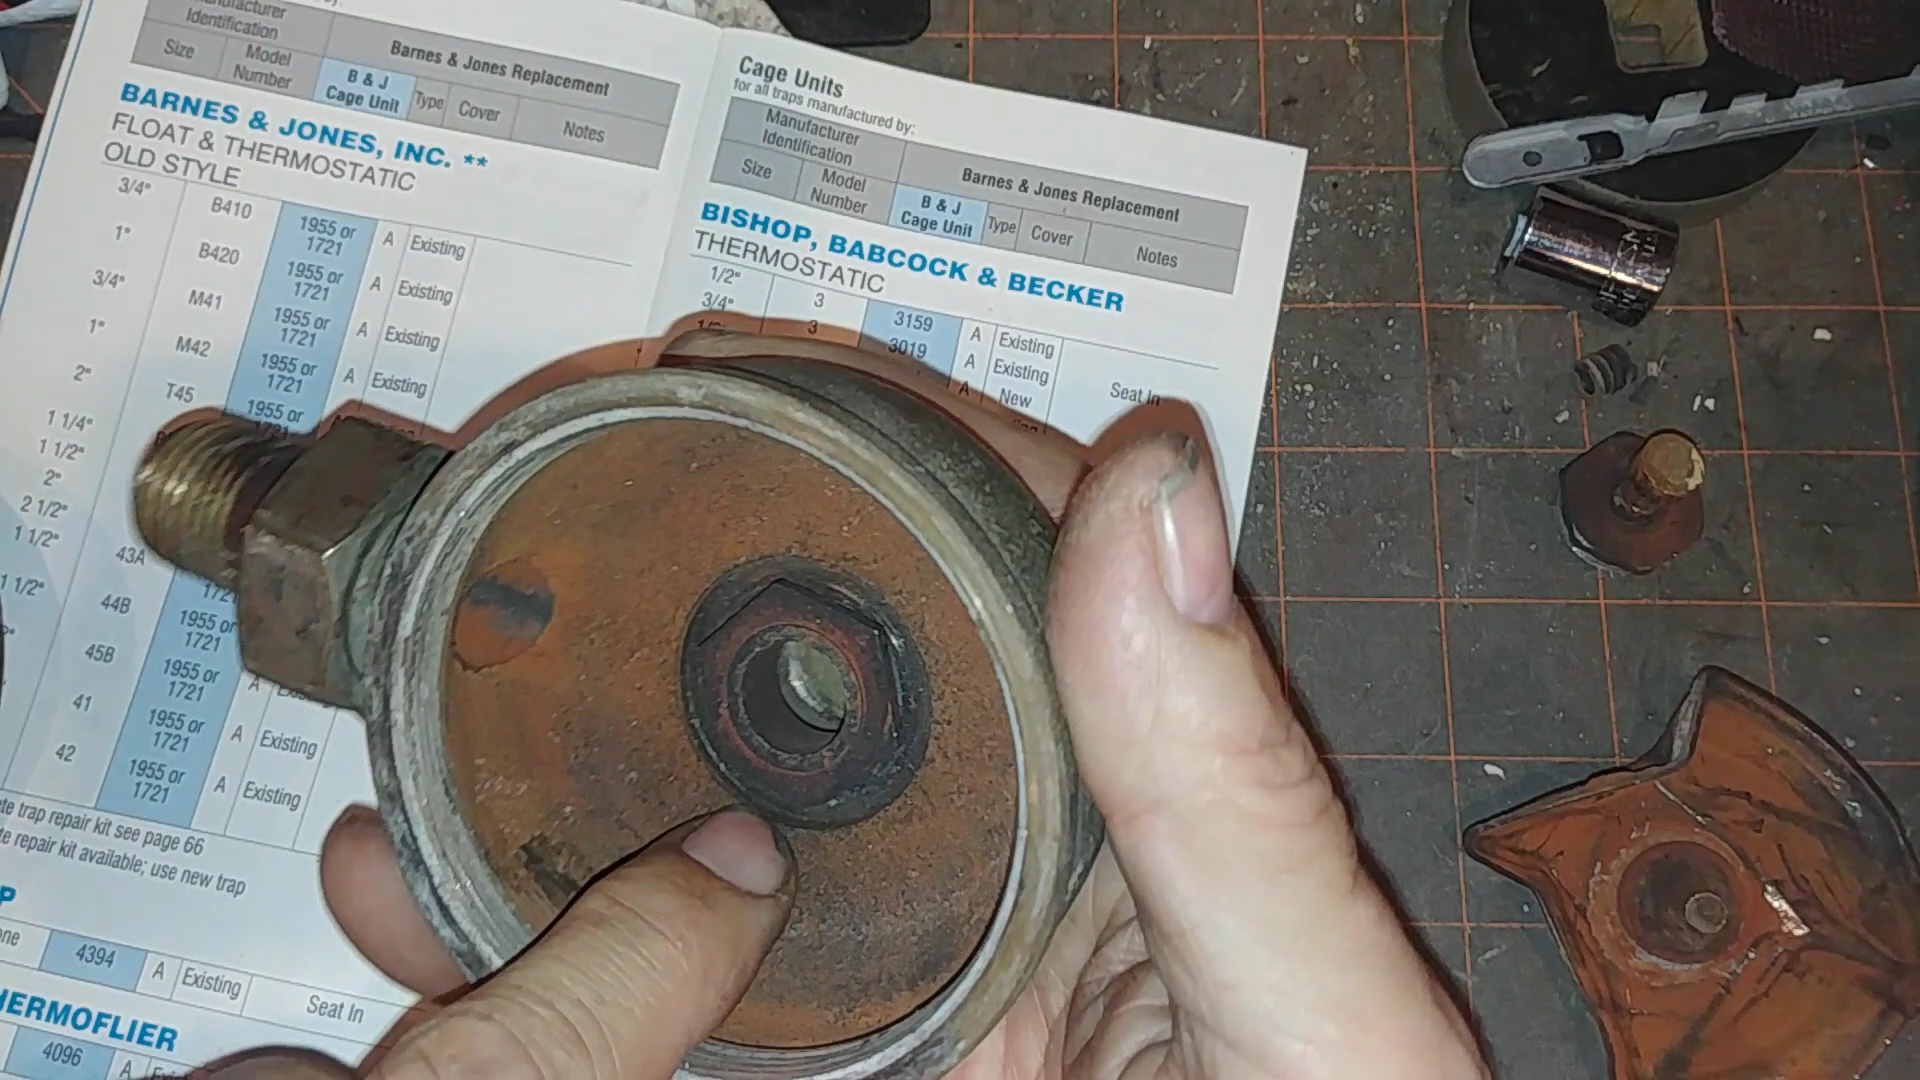 Identification
Size
Model
Number
Barnes & Jones Replacement
B & J
Cage Unit
Type
Cover
Notes
BARNES & JONES, INC. **
FLOAT & THERMOSTATIC
OLD STYLE
3/4" B410 1955 or
1721 A Existing
1" B420 1955 or
1721 A Existing
3/4" M41 1955 or
1721 A Existing
1" M42 1955 or
1721 A Existing
2" T45 1955 or
1 1/4"
1 1/2"
2"
2 1/2"
1 1/2" 43A
1 1/2" 44B 1955 or
1721
45B 1955 or
1721 A
41 1955 or
1721 A Existing
42 1955 or
1721 A Existing
trap repair kit see page 66
repair kit available; use new trap
4394 A Existing Seat In
4096 A
Cage Units
for all traps manufactured by:
Manufacturer
Identification
Size
Model
Number
Barnes & Jones Replacement
B & J
Cage Unit
Type
Cover
Notes
BISHOP, BABCOCK & BECKER
THERMOSTATIC
1/2" 3 3159 A Existing
3/4" 3 3019 A Existing
A New Seat In